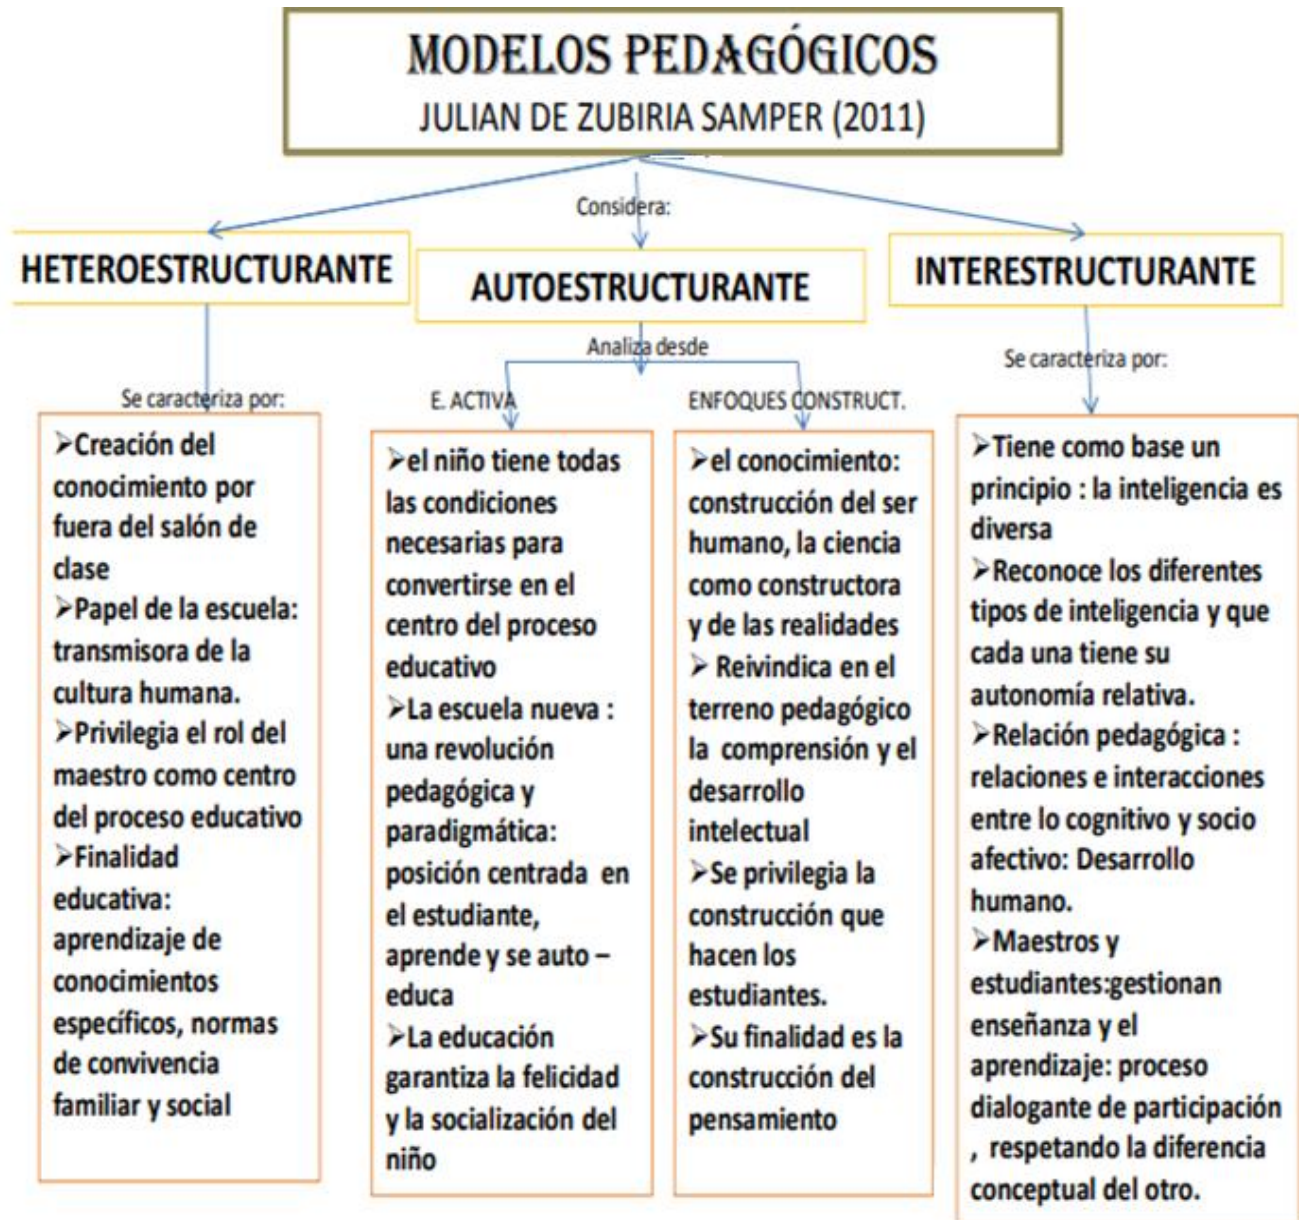 MODELOS PEDAGÓGICOS
JULIAN DE ZUBIRIA SAMPER (2011)
Considera:
HETEROESTRUCTURANTE
Se caracteriza por:
➢Creación del
conocimiento por
fuera del salón de
clase
➢Papel de la escuela:
transmisora de la
cultura humana.
➢Privilegia el rol del
maestro como centro
del proceso educativo
➢Finalidad
educativa:
aprendizaje de
conocimientos
específicos, normas
de convivencia
familiar y social
AUTOESTRUCTURANTE
Analiza desde
E. ACTIVA
➢el niño tiene todas
las condiciones
necesarias para
convertirse en el
centro del proceso
educativo
➢La escuela nueva :
una revolución
pedagógica y
paradigmática:
posición centrada en
el estudiante,
aprende y se auto –
educa
➢La educación
garantiza la felicidad
y la socialización del
niño
ENFOQUES CONSTRUCT.
➢el conocimiento:
construcción del ser
humano, la ciencia
como constructora
y de las realidades
➢ Reivindica en el
terreno pedagógico
la comprensión y el
desarrollo
intelectual
➢Se privilegia la
construcción que
hacen los
estudiantes.
➢Su finalidad es la
construcción del
pensamiento
INTERESTRUCTURANTE
Se caracteriza por:
➢Tiene como base un
principio : la inteligencia es
diversa
➢Reconoce los diferentes
tipos de inteligencia y que
cada una tiene su
autonomía relativa.
➢Relación pedagógica :
relaciones e interacciones
entre lo cognitivo y socio
afectivo: Desarrollo
humano.
➢Maestros y
estudiantes:gestionan
enseñanza y el
aprendizaje: proceso
dialogante de participación
, respetando la diferencia
conceptual del otro.